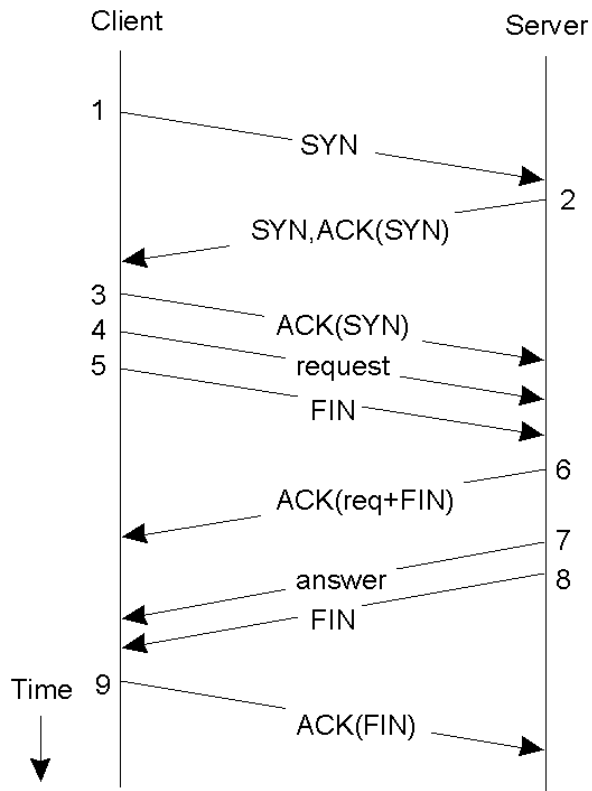 Client
Server
1
SYN
2
SYN,ACK(SYN)
3
ACK(SYN)
4
request
5
FIN
6
ACK(req+FIN)
7
answer
8
FIN
9
Time
ACK(FIN)